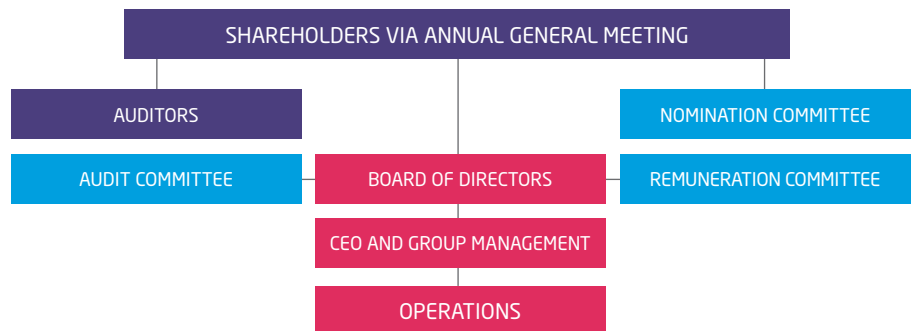 SHAREHOLDERS VIA ANNUAL GENERAL MEETING
AUDITORS
NOMINATION COMMITTEE
AUDIT COMMITTEE
BOARD OF DIRECTORS
REMUNERATION COMMITTEE
CEO AND GROUP MANAGEMENT
OPERATIONS